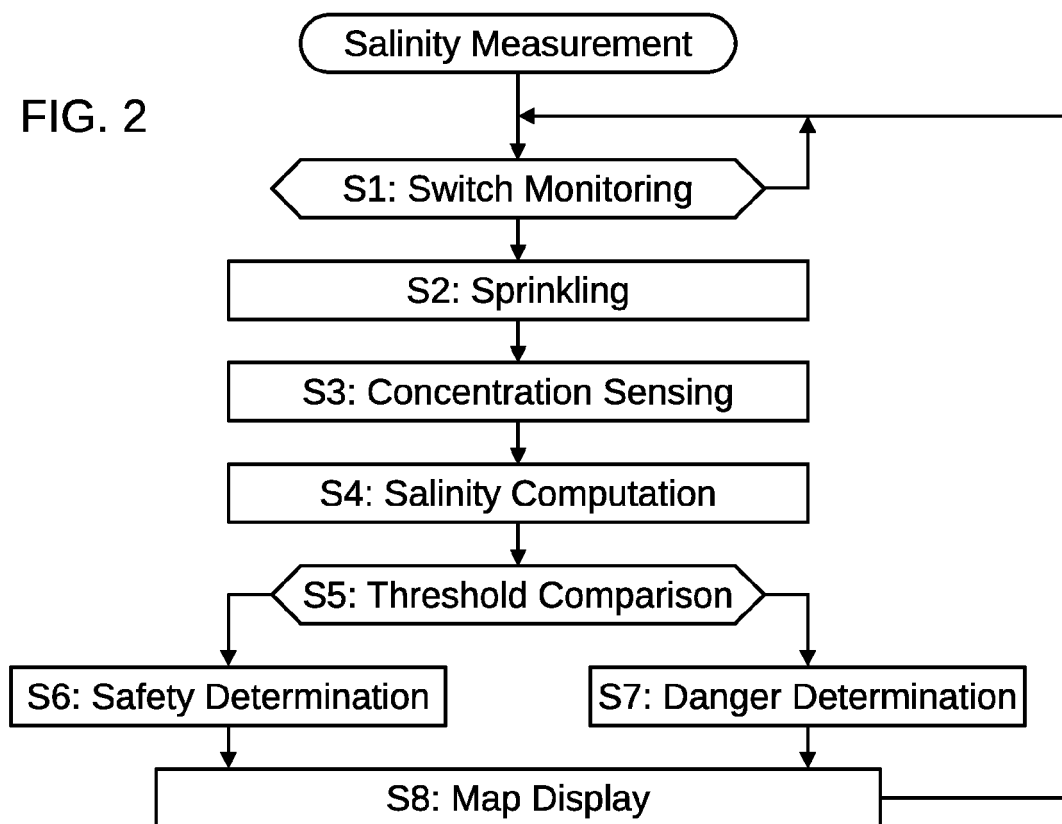 Salinity Measurement
FIG. 2
S1: Switch Monitoring
S2: Sprinkling
S3: Concentration Sensing
S4: Salinity Computation
S5: Threshold Comparison
S6: Safety Determination
S7: Danger Determination
S8: Map Display